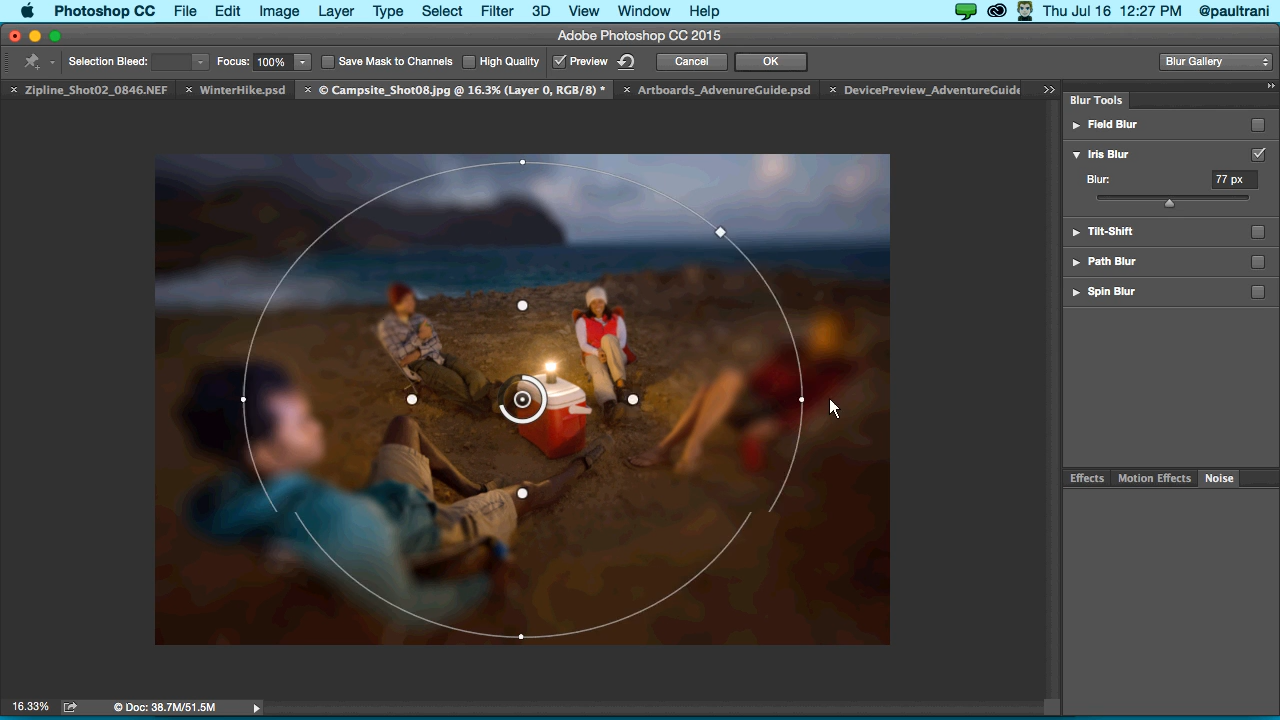 Photoshop CC File Edit Image Layer Type Select Filter 3D View Window Help Thu Jul 16 12:27 PM @paultrani
Adobe Photoshop CC 2015
Selection Bleed: Focus: 100% Save Mask to Channels High Quality Preview Cancel OK Blur Gallery
× Zipline_Shot02_0846.NEF × WinterHike.psd × © Campsite_Shot08.jpg @ 16.3% (Layer 0, RGB/8) * × Artboards_AdvenureGuide.psd × DevicePreview_AdventureGuide
Blur Tools
Field Blur
Iris Blur
Blur: 77 px
Tilt-Shift
Path Blur
Spin Blur
Effects Motion Effects Noise
16.33% © Doc: 38.7M/51.5M